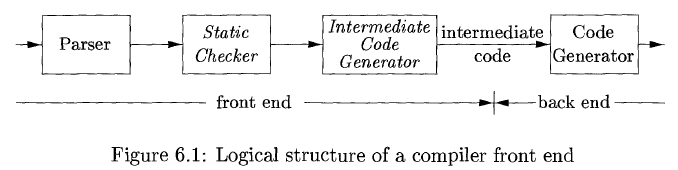 Parser
Static
Checker
Intermediate
Code
Generator
intermediate
code
Code
Generator
front end
back end
Figure 6.1: Logical structure of a compiler front end